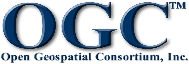 OGC™
Open Geospatial Consortium, Inc.